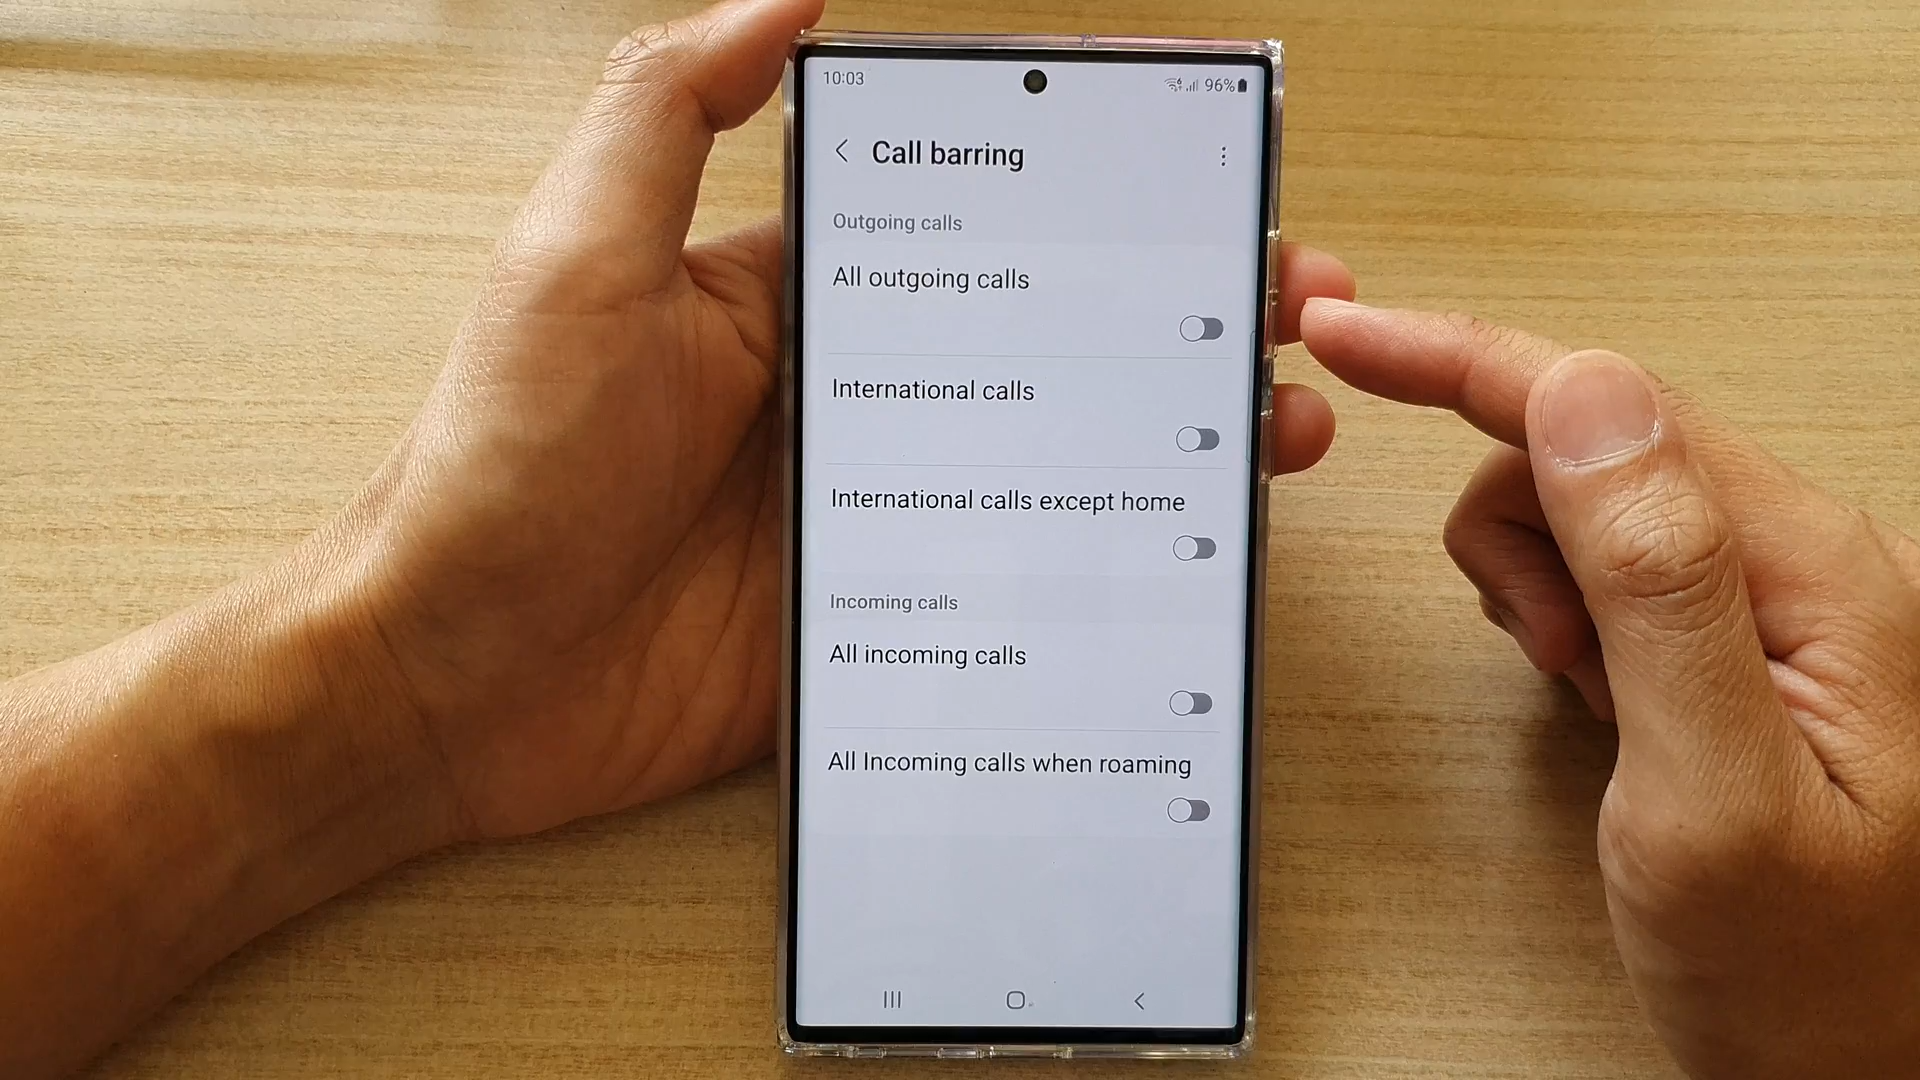 10:03
96%
Call barring
Outgoing calls
All outgoing calls
International calls
International calls except home
Incoming calls
All incoming calls
All Incoming calls when roaming